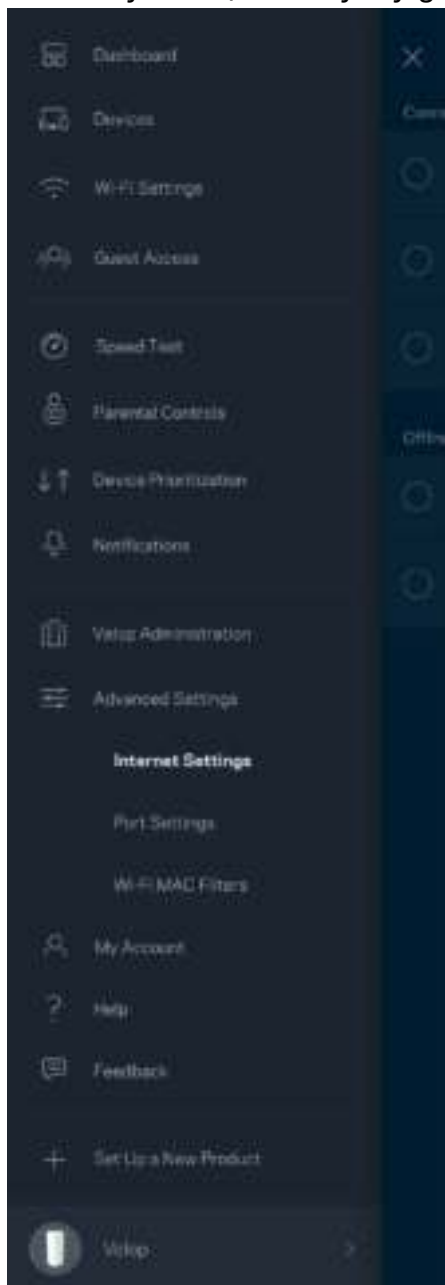 Dashboard
Devices
Wi-Fi Settings
Guest Access
Speed Test
Parental Controls
Device Prioritization
Notifications
Velop Administration
Advanced Settings
Internet Settings
Port Settings
Wi-Fi MAC Filters
My Account
Help
Feedback
Set Up a New Product
Velop